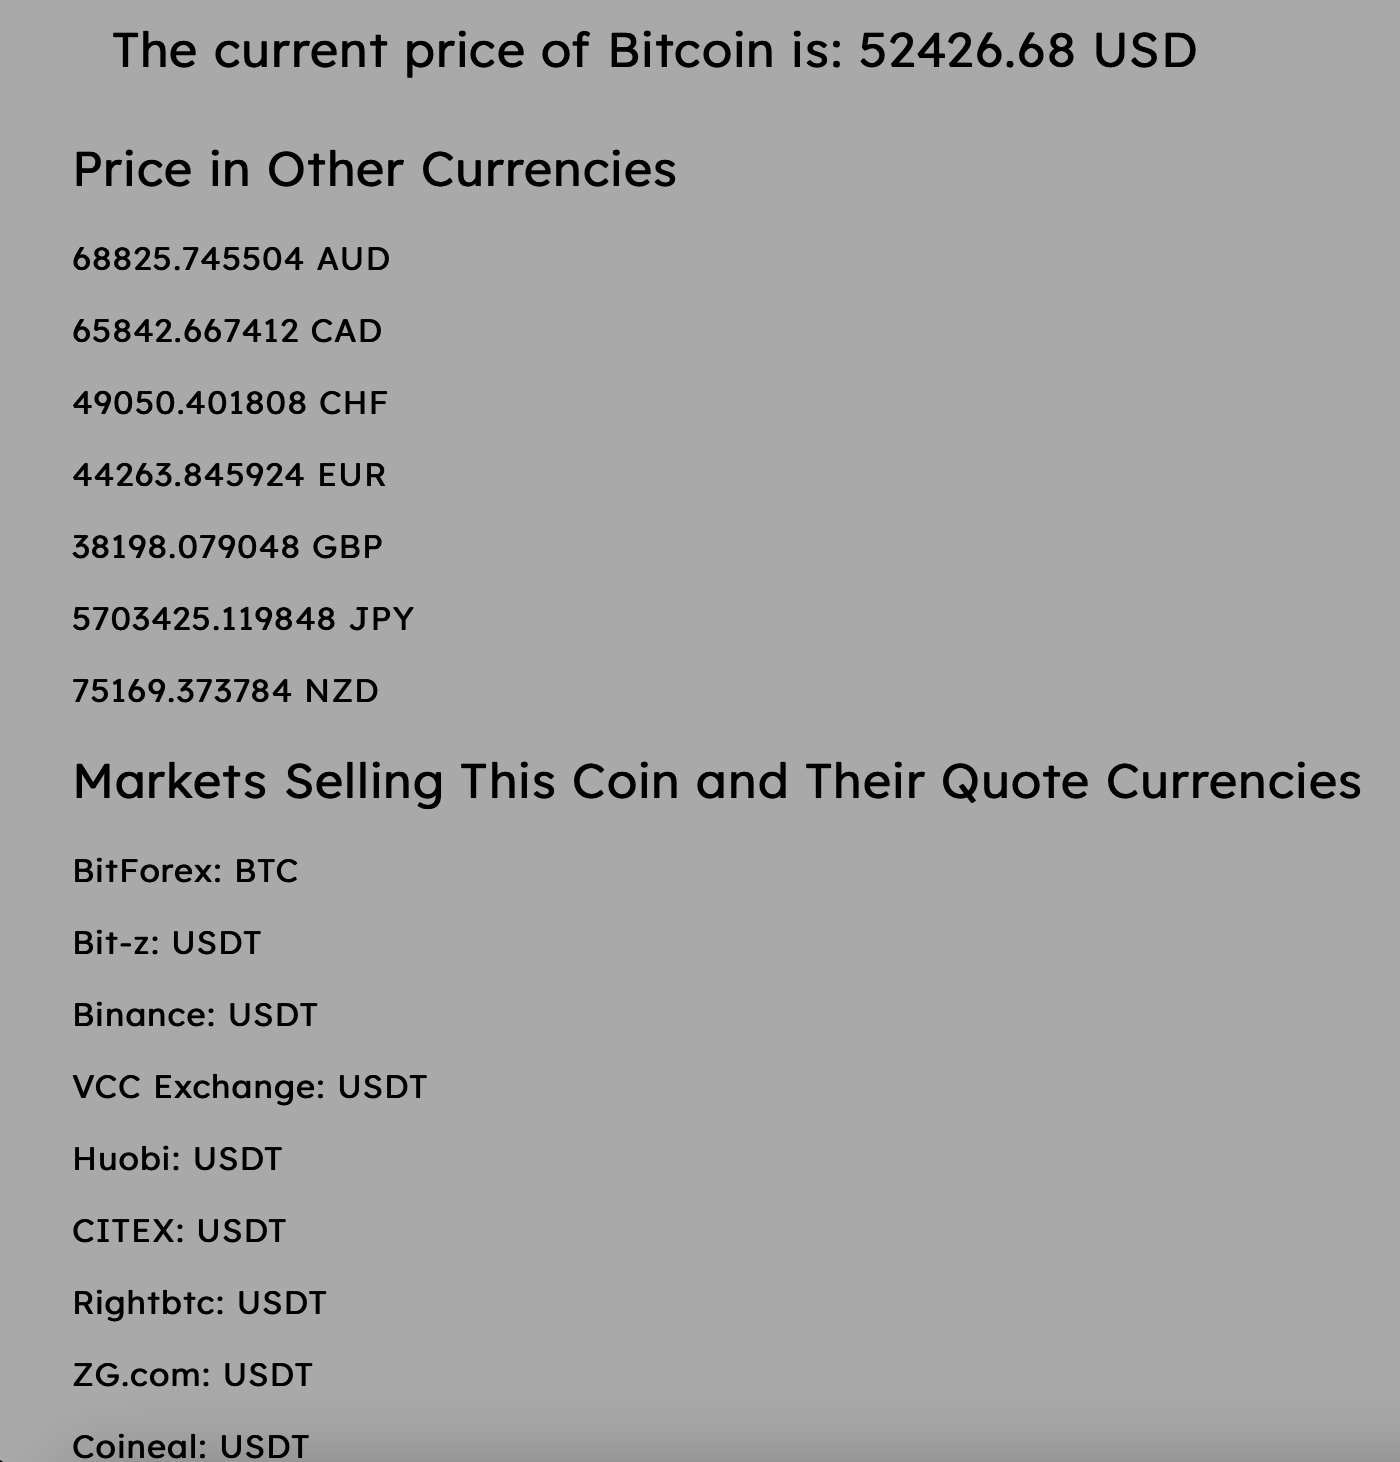 The current price of Bitcoin is: 52426.68 USD
Price in Other Currencies
68825.745504 AUD
65842.667412 CAD
49050.401808 CHF
44263.845924 EUR
38198.079048 GBP
5703425.119848 JPY
75169.373784 NZD
Markets Selling This Coin and Their Quote Currencies
BitForex: BTC
Bit-z: USDT
Binance: USDT
VCC Exchange: USDT
Huobi: USDT
CITEX: USDT
Rightbtc: USDT
ZG.com: USDT
Coineal: USDT